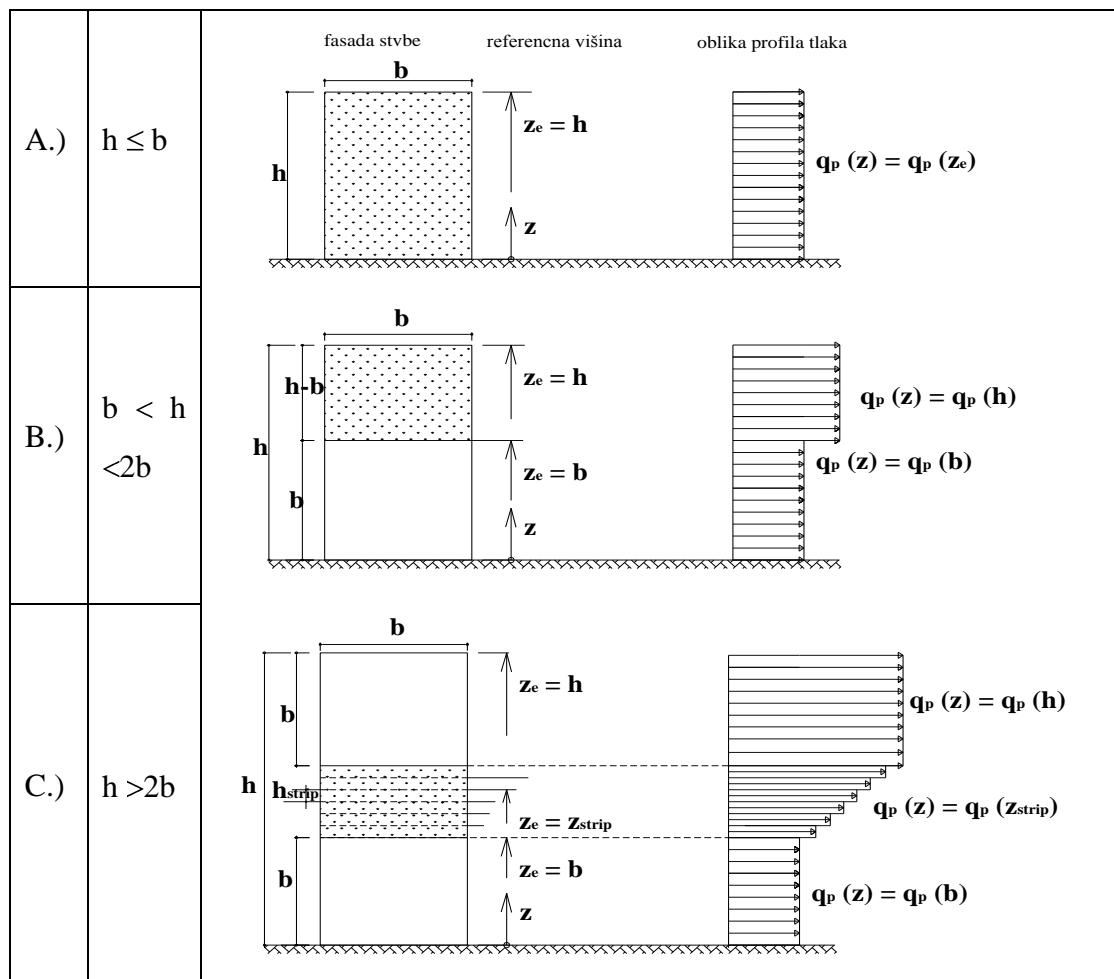 fasada stvbe
referencna višina
oblika profila tlaka
A.)
h ≤ b
b
h
zₑ = h
z
qₚ (z) = qₚ (zₑ)
B.)
b < h
<2b
b
h-b
h
b
zₑ = h
zₑ = b
z
qₚ (z) = qₚ (h)
qₚ (z) = qₚ (b)
C.)
h >2b
b
b
h
hstrip
b
zₑ = h
zₑ = zstrip
zₑ = b
z
qₚ (z) = qₚ (h)
qₚ (z) = qₚ (zstrip)
qₚ (z) = qₚ (b)